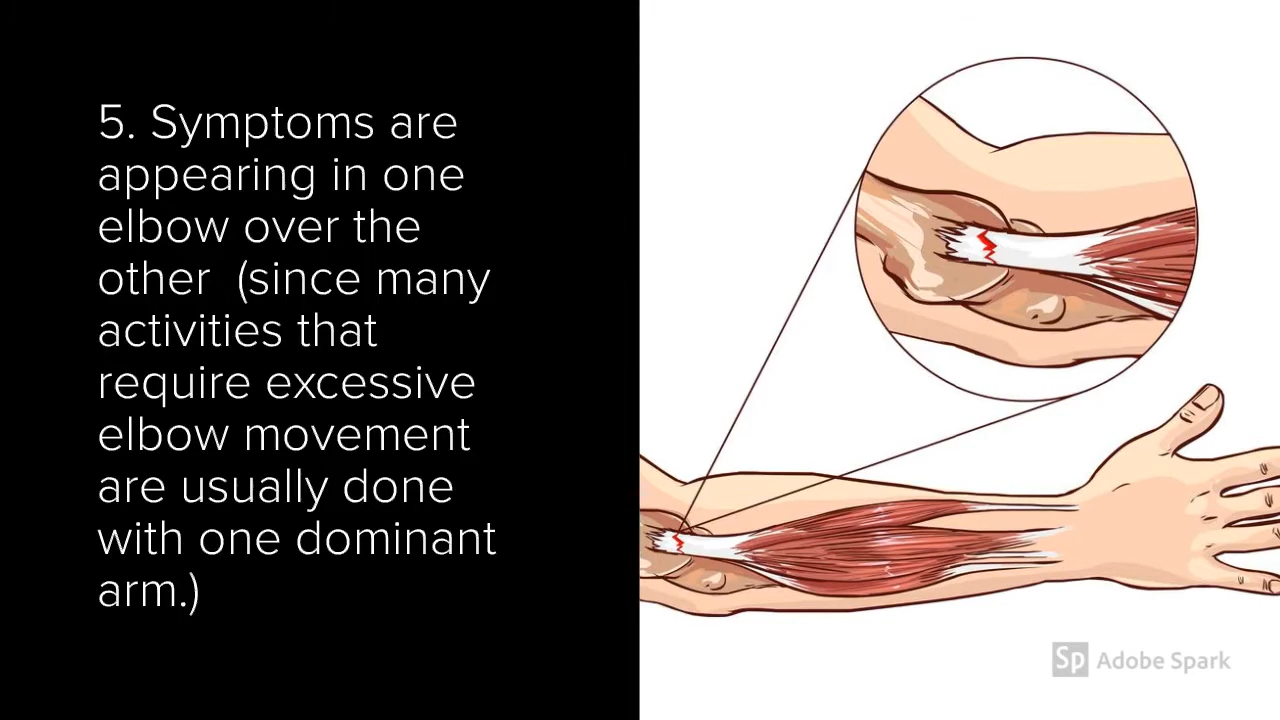 5. Symptoms are
appearing in one
elbow over the
other  (since many
activities that
require excessive
elbow movement
are usually done
with one dominant
arm.)
Sp Adobe Spark